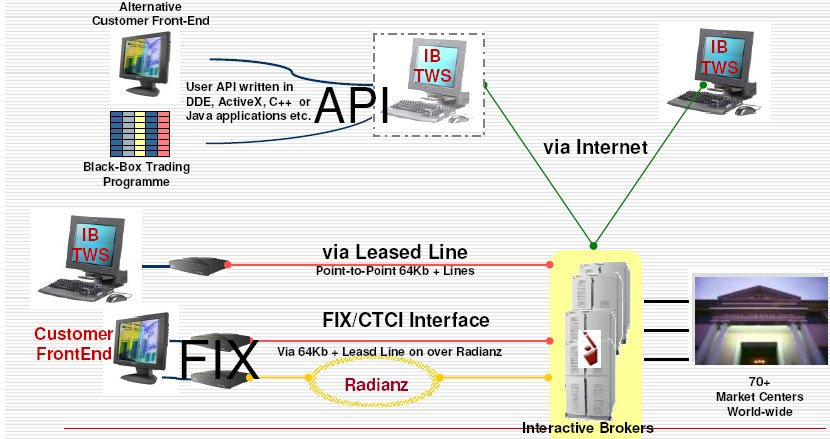 Alternative
Customer Front-End
IB
TWS
IB
TWS
User API written in
DDE, ActiveX, C++ or
Java applications etc.
API
via Internet
Black-Box Trading
Programme
IB
TWS
via Leased Line
Point-to-Point 64Kb + Lines
Customer
FrontEnd
FIX
FIX/CTCI Interface
Via 64Kb + Leasd Line on over Radianz
Radianz
70+
Market Centers
World-wide
Interactive Brokers